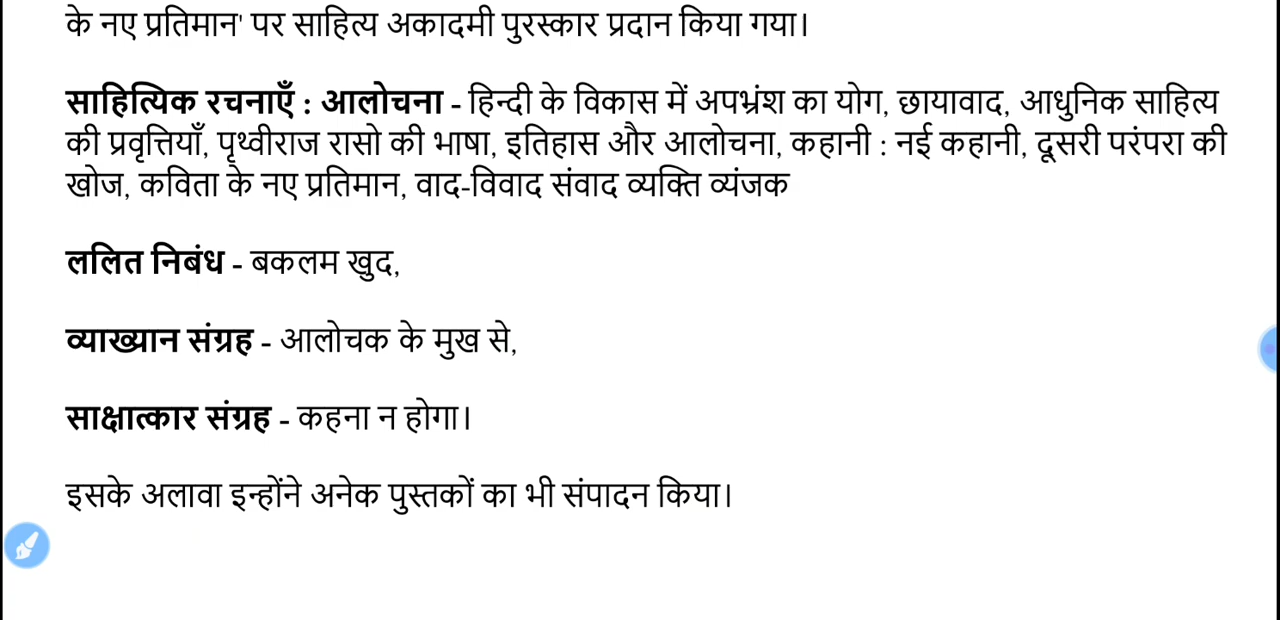 के नए प्रतिमान' पर साहित्य अकादमी पुरस्कार प्रदान किया गया।
साहित्यिक रचनाएँ : आलोचना - हिन्दी के विकास में अपभ्रंश का योग, छायावाद, आधुनिक साहित्य
की प्रवृत्तियाँ, पृथ्वीराज रासो की भाषा, इतिहास और आलोचना, कहानी : नई कहानी, दूसरी परंपरा की
खोज, कविता के नए प्रतिमान, वाद-विवाद संवाद व्यक्ति व्यंजक
ललित निबंध - बकलम खुद,
व्याख्यान संग्रह - आलोचक के मुख से,
साक्षात्कार संग्रह - कहना न होगा।
इसके अलावा इन्होंने अनेक पुस्तकों का भी संपादन किया।